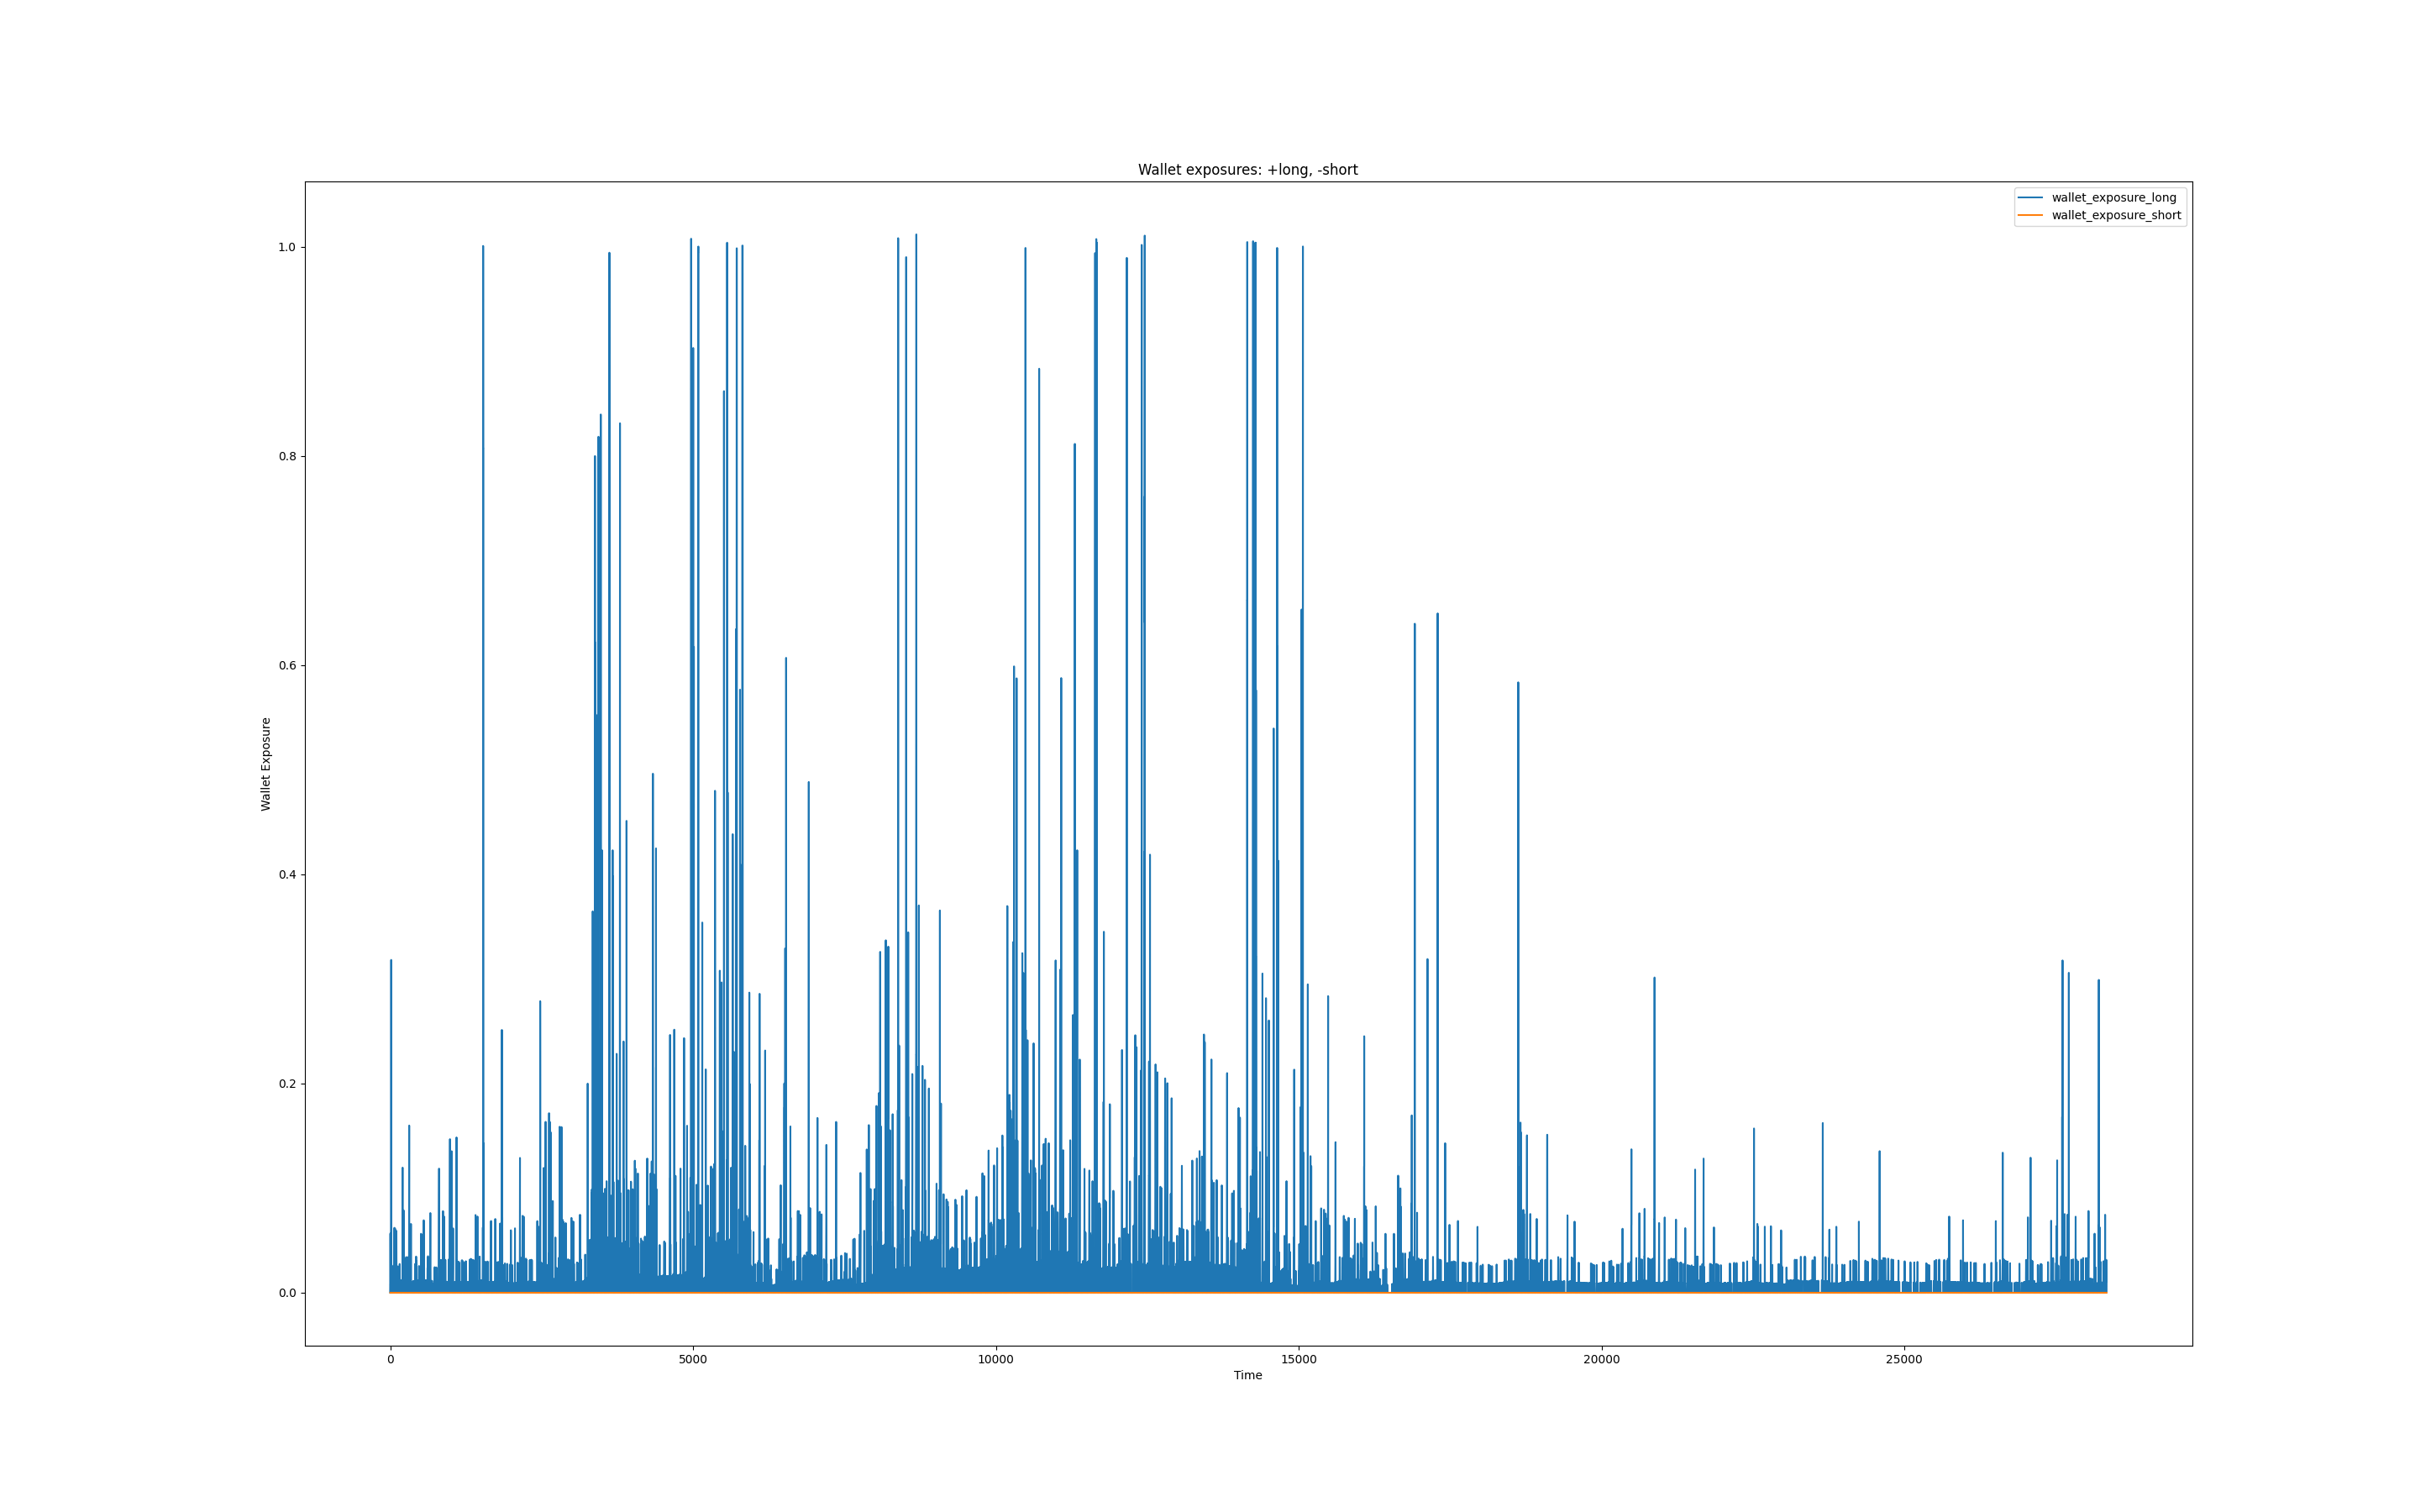 Wallet exposures: +long, -short
wallet_exposure_long
wallet_exposure_short
1.0
0.8
0.6
0.4
0.2
0.0
Wallet Exposure
0 5000 10000 15000 20000 25000
Time